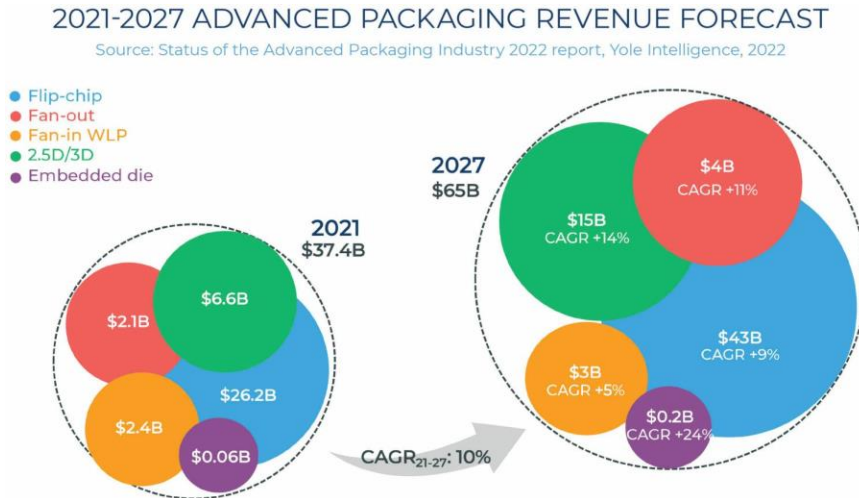 2021-2027 ADVANCED PACKAGING REVENUE FORECAST
Source: Status of the Advanced Packaging Industry 2022 report, Yole Intelligence, 2022
Flip-chip
Fan-out
Fan-in WLP
2.5D/3D
Embedded die
2021
$37.4B
$2.1B
$6.6B
$26.2B
$2.4B
$0.06B
CAGR21-27: 10%
2027
$65B
$4B
CAGR +11%
$15B
CAGR +14%
$43B
CAGR +9%
$3B
CAGR +5%
$0.2B
CAGR +24%